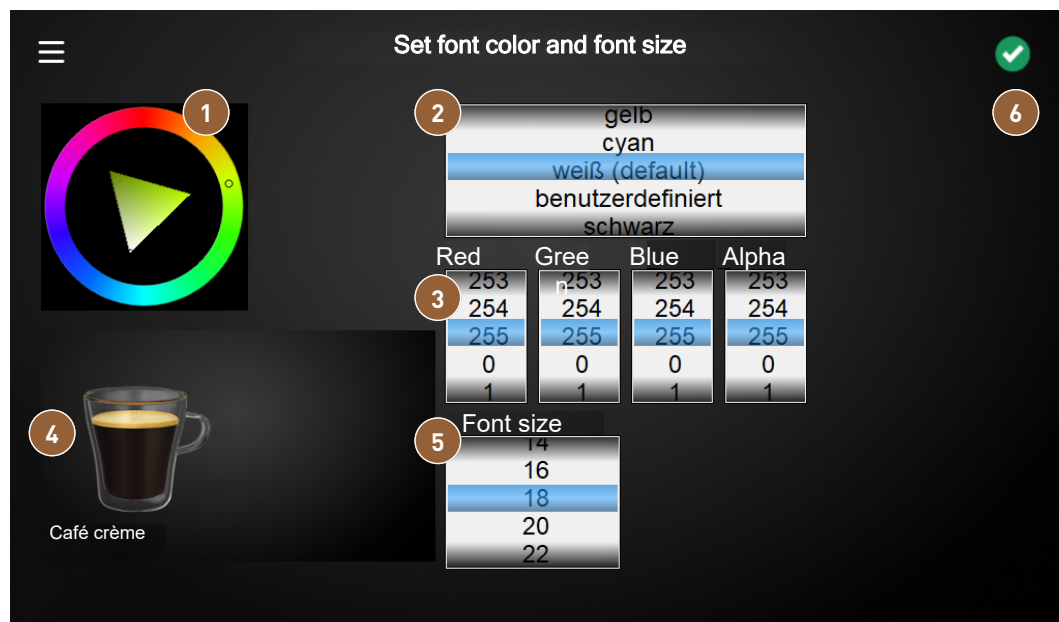 Set font color and font size
1
2
gelb
cyan
weiß (default)
benutzerdefiniert
schwarz
6
Red Green Blue Alpha
3
253 253 253 253
254 254 254 254
255 255 255 255
0 0 0 0
1 1 1 1
4
Café crème
5
Font size
14
16
18
20
22